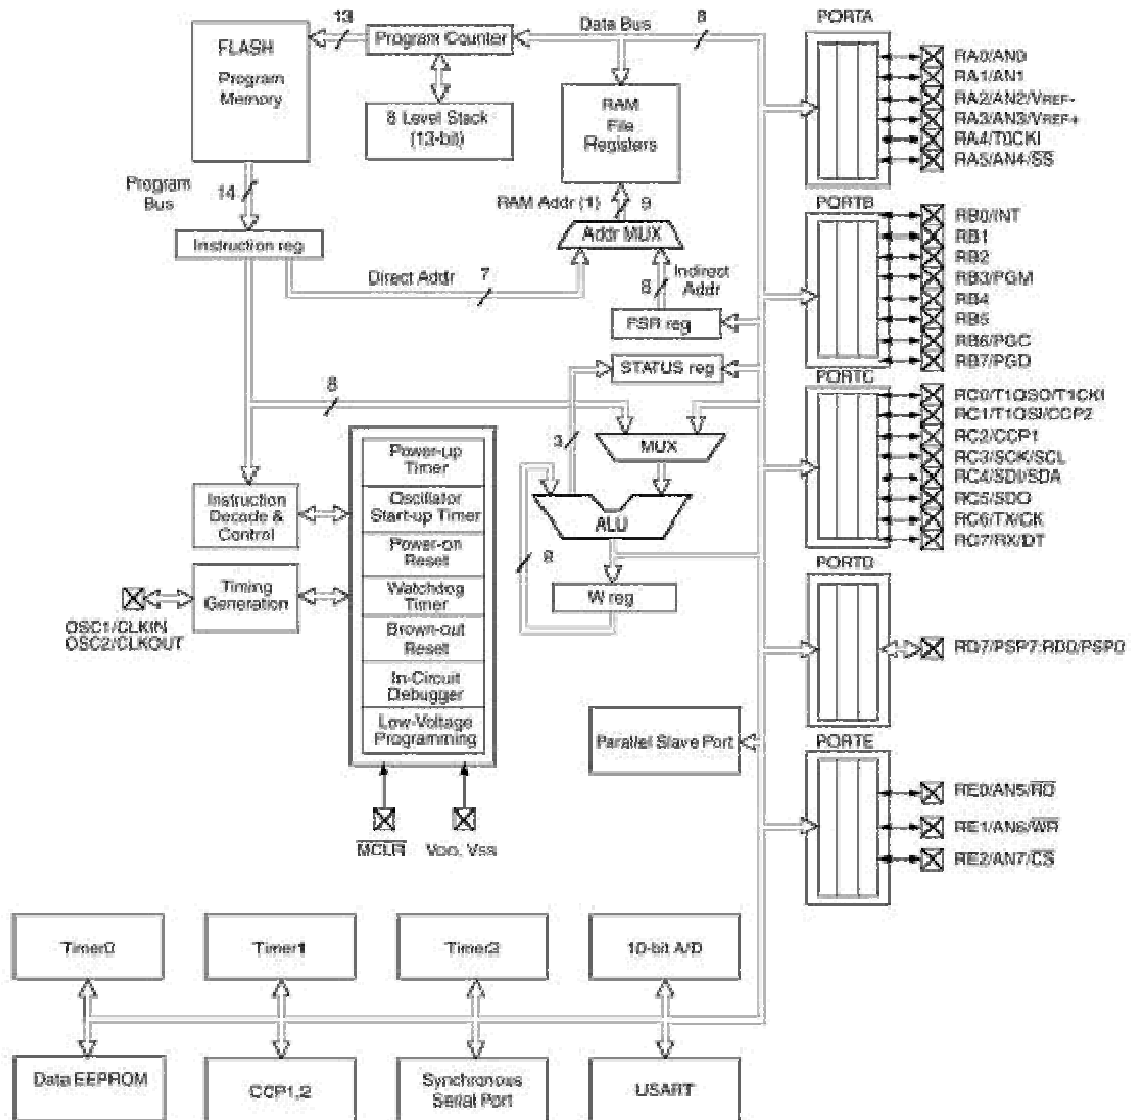 13
Data Bus
8
PORTA
FLASH
Program
Memory
Program Counter
8 Level Stack
(13-bit)
RAM
File
Registers
RA0/AN0
RA1/AN1
RA2/AN2/VREF-
RA3/AN3/VREF+
RA4/T0CKI
RA5/AN4/SS
Program
Bus
14
RAM Addr (1)
9
PORTB
Addr MUX
Instruction reg
RB0/INT
RB1
RB2
RB3/PGM
RB4
RB5
RB6/PGC
RB7/PGD
Direct Addr
7
8
Indirect
Addr
FSR reg
STATUS reg
PORTC
8
3
MUX
RC0/T1OSO/T1CKI
RC1/T1OSI/CCP2
RC2/CCP1
RC3/SCK/SCL
RC4/SDI/SDA
RC5/SDO
RC6/TX/CK
RC7/RX/DT
Power-up
Timer
Oscillator
Start-up Timer
Power-on
Reset
Watchdog
Timer
Brown-out
Reset
In-Circuit
Debugger
Low-Voltage
Programming
Instruction
Decode &
Control
Timing
Generation
OSC1/CLKIN
OSC2/CLKOUT
ALU
8
W reg
PORTD
RD7/PSP7:RD0/PSP0
Parallel Slave Port
PORTE
RE0/AN5/RD
RE1/AN6/WR
RE2/AN7/CS
MCLR
VDD, VSS
Timer0
Timer1
Timer2
10-bit A/D
Data EEPROM
CCP1,2
Synchronous
Serial Port
USART